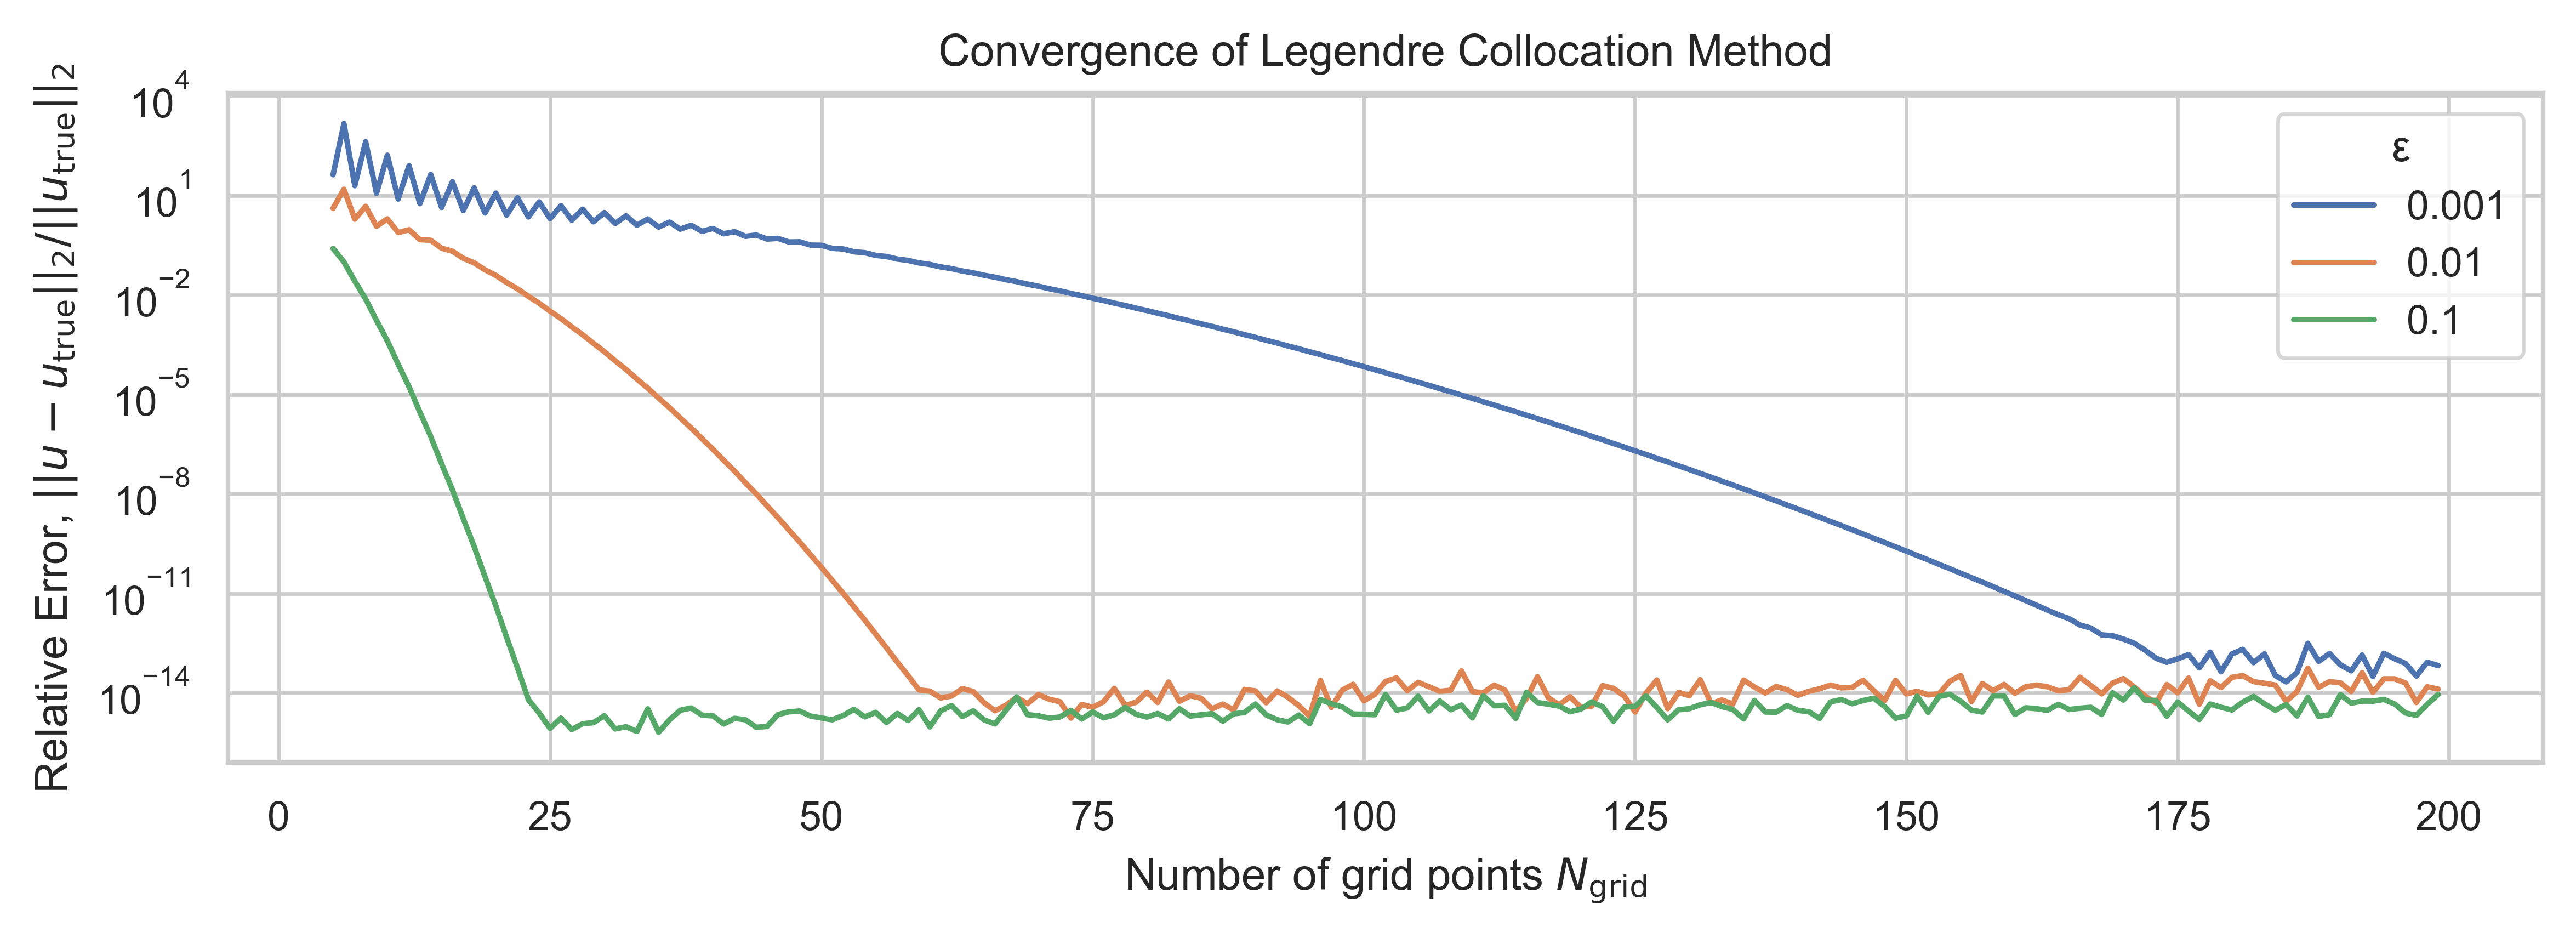 Convergence of Legendre Collocation Method
Relative Error, ||u − u_true||_2/||u_true||_2
10^4
10^1
10^−2
10^−5
10^−8
10^−11
10^−14
ε
0.001
0.01
0.1
0 25 50 75 100 125 150 175 200
Number of grid points N_grid